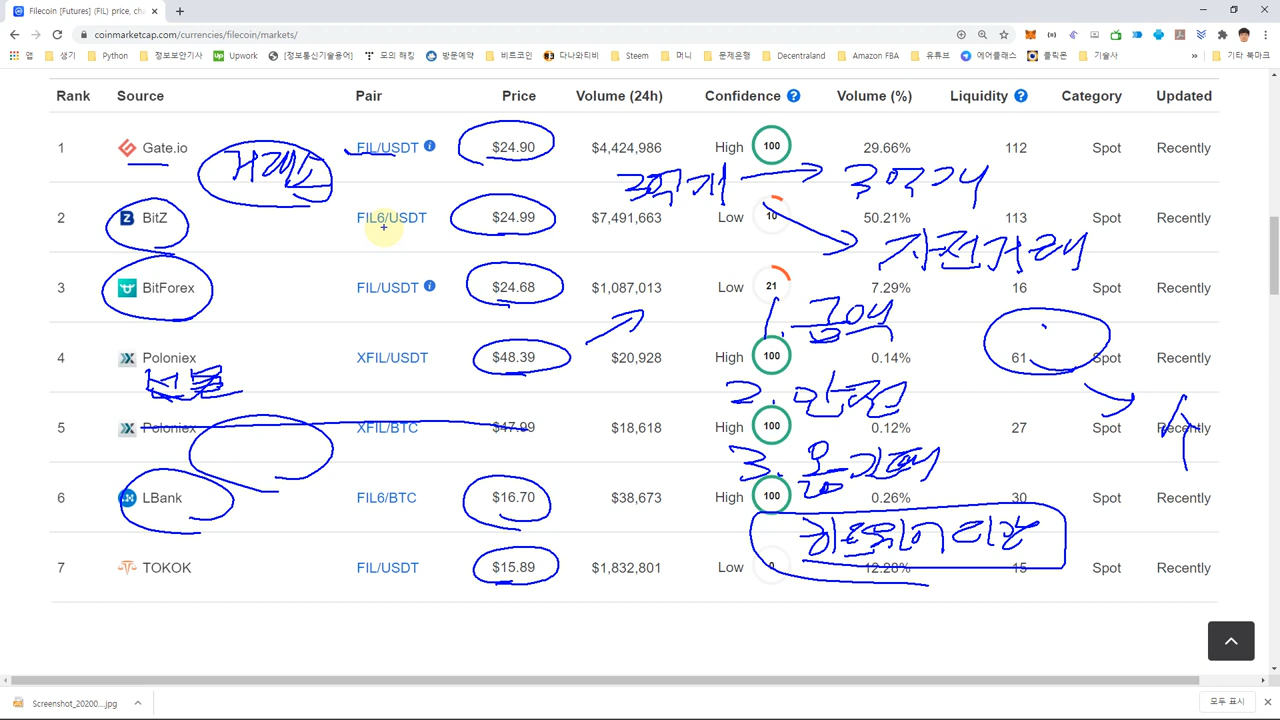 Filecoin [Futures] (FIL) price, cha
coinmarketcap.com/currencies/filecoin/markets/
앱 생기 Python 정보보안기사 Upwork [정보통신기술용어] 모의 해킹 방문예약 비트코인 다나와티비 Steem 머니 문제은행 Decentraland Amazon FBA 유튜브 에어클래스 클릭몬 기술사 » 기타 북마크
Rank Source Pair Price Volume (24h) Confidence Volume (%) Liquidity Category Updated
1 Gate.io FIL/USDT $24.90 $4,424,986 High 100 29.66% 112 Spot Recently
거래소
3억개 3억개
2 BitZ FIL6/USDT $24.99 $7,491,663 Low 10 50.21% 113 Spot Recently
자전거래
3 BitForex FIL/USDT $24.68 $1,087,013 Low 21 7.29% 16 Spot Recently
1.
4 Poloniex XFIL/USDT $48.39 $20,928 High 100 0.14% 61 Spot Recently
선물
2. 안전
5 Poloniex XFIL/BTC $47.99 $18,618 High 100 0.12% 27 Spot Recently
3.
6 LBank FIL6/BTC $16.70 $38,673 High 100 0.26% 30 Spot Recently
7 TOKOK FIL/USDT $15.89 $1,832,801 Low 0 12.28% 15 Spot Recently
Screenshot_20200....jpg 모두 표시